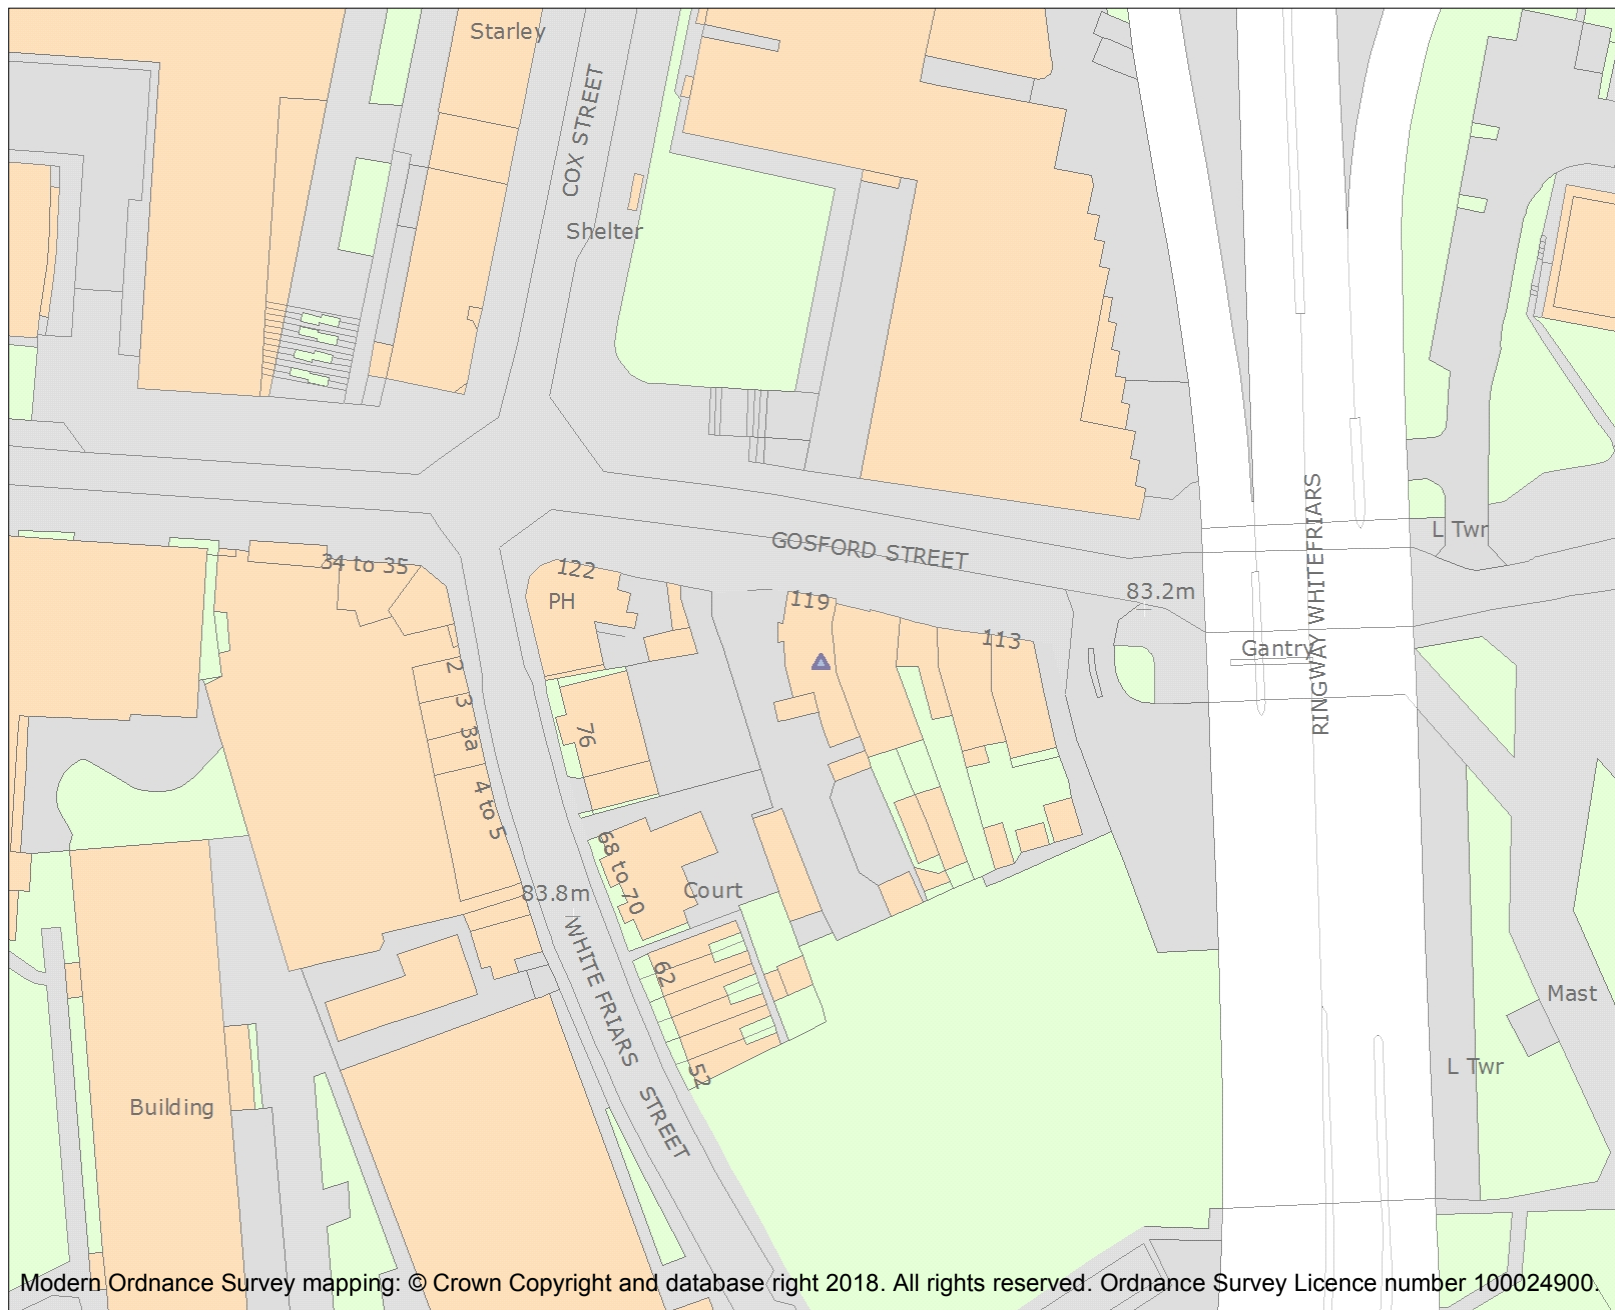 Starley
COX STREET
Shelter
GOSFORD STREET
L Twr
34 to 35
122
PH
119
83.2m
113
Gantry
RINGWAY WHITEFRIARS
2
3
3a
76
4 to 5
68 to 70
83.8m
Court
WHITE FRIARS STREET
62
52
Mast
L Twr
Building
Modern Ordnance Survey mapping: © Crown Copyright and database right 2018. All rights reserved. Ordnance Survey Licence number 100024900.